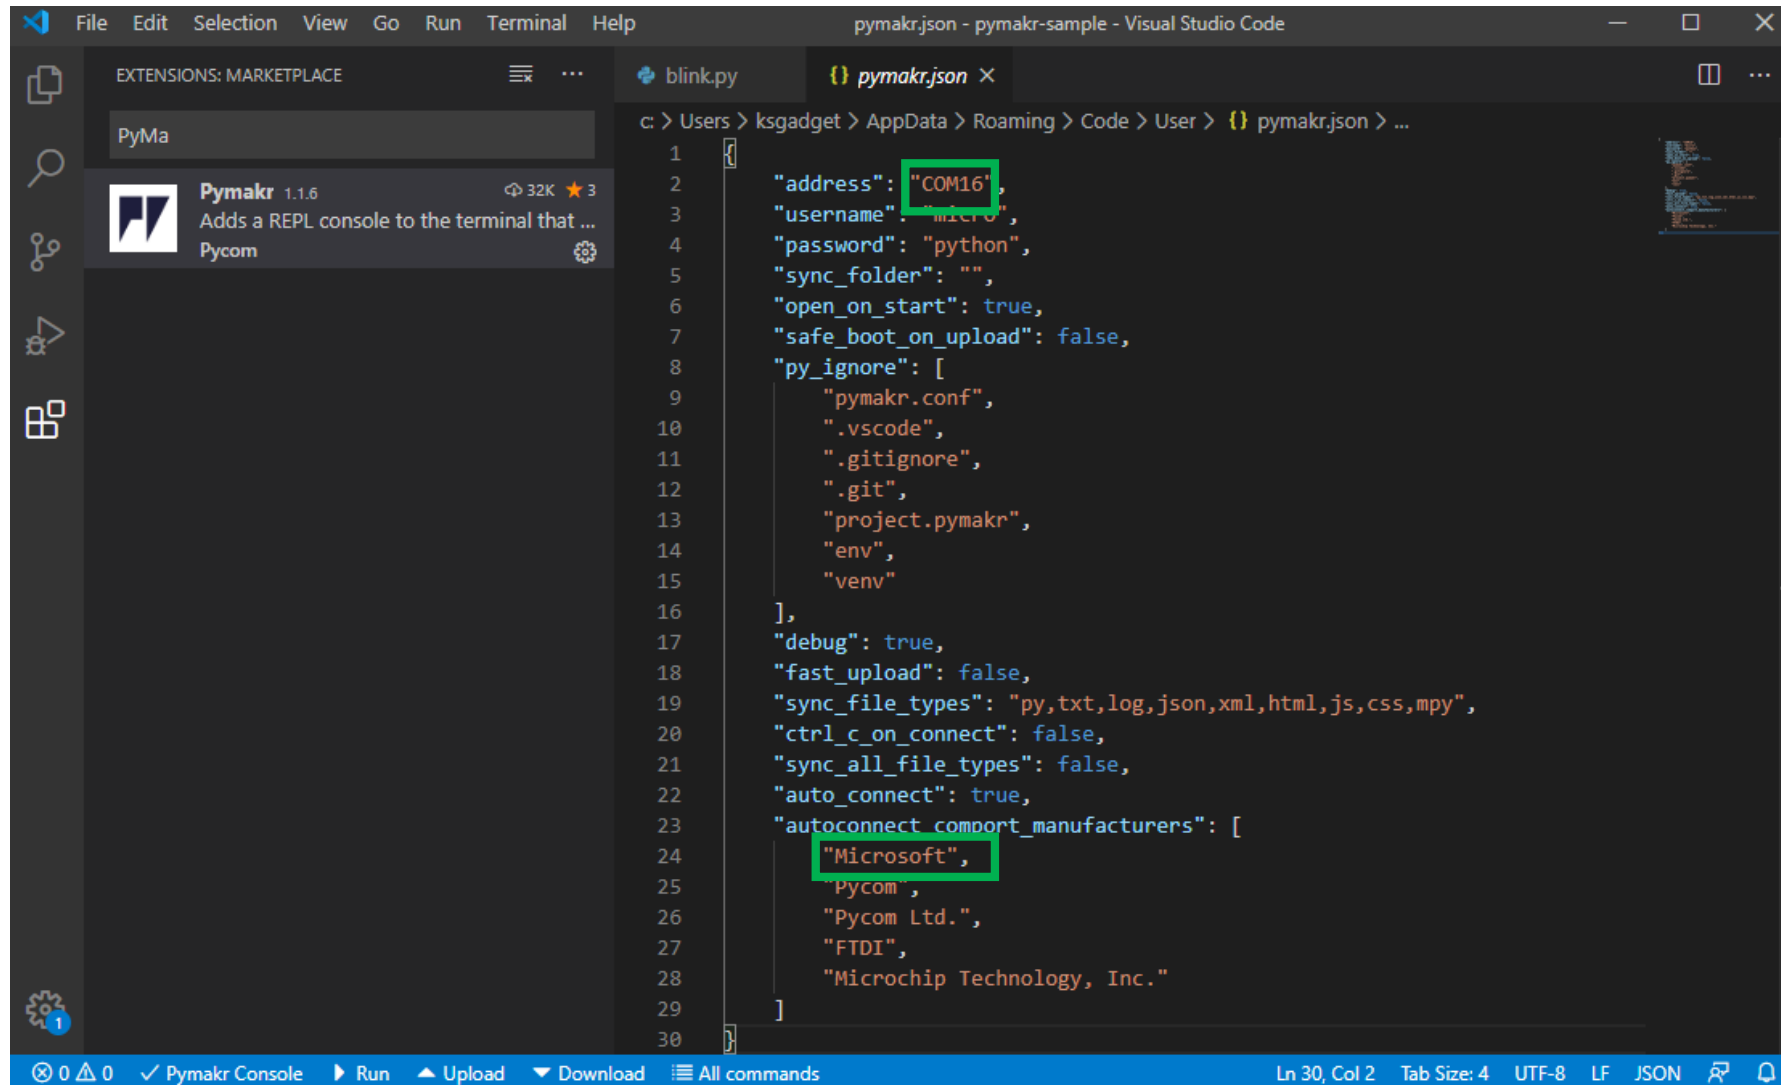 File Edit Selection View Go Run Terminal Help pymakr.json - pymakr-sample - Visual Studio Code
EXTENSIONS: MARKETPLACE
PyMa
Pymakr 1.1.6 32K 3
Adds a REPL console to the terminal that ...
Pycom
blink.py {} pymakr.json
c: > Users > ksgadget > AppData > Roaming > Code > User > {} pymakr.json > ...
1 {
2 "address": "COM16",
3 "username": "micro",
4 "password": "python",
5 "sync_folder": "",
6 "open_on_start": true,
7 "safe_boot_on_upload": false,
8 "py_ignore": [
9 "pymakr.conf",
10 ".vscode",
11 ".gitignore",
12 ".git",
13 "project.pymakr",
14 "env",
15 "venv"
16 ],
17 "debug": true,
18 "fast_upload": false,
19 "sync_file_types": "py,txt,log,json,xml,html,js,css,mpy",
20 "ctrl_c_on_connect": false,
21 "sync_all_file_types": false,
22 "auto_connect": true,
23 "autoconnect_comport_manufacturers": [
24 "Microsoft",
25 "Pycom",
26 "Pycom Ltd.",
27 "FTDI",
28 "Microchip Technology, Inc."
29 ]
30 }
1
0 0 Pymakr Console Run Upload Download All commands Ln 30, Col 2 Tab Size: 4 UTF-8 LF JSON